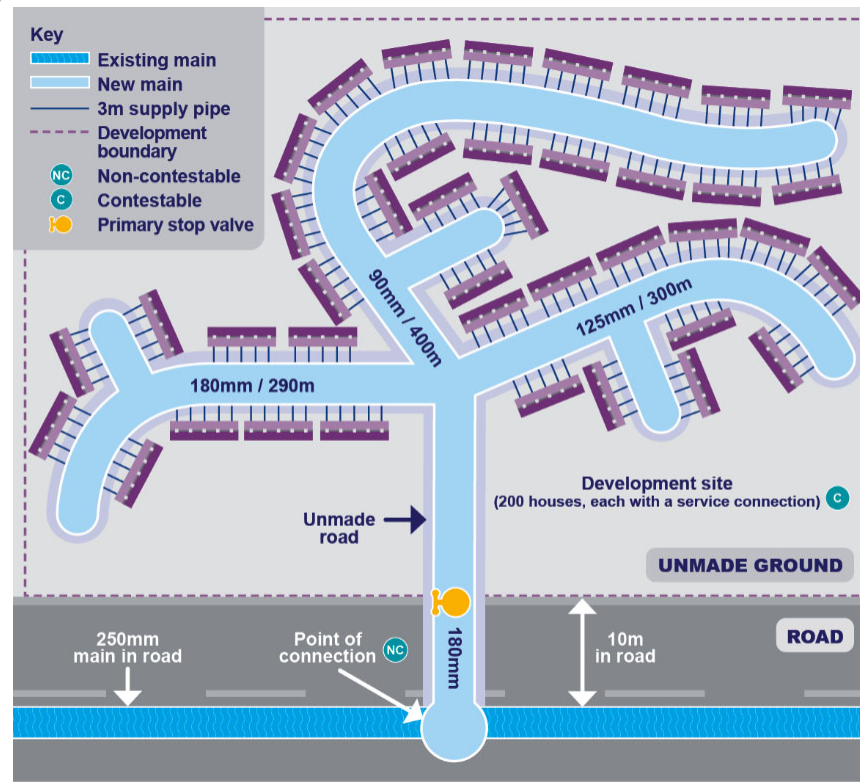 Key
Existing main
New main
3m supply pipe
Development
boundary
NC Non-contestable
C Contestable
Primary stop valve
90mm / 400m
125mm / 300m
180mm / 290m
Development site
(200 houses, each with a service connection) C
Unmade
road
UNMADE GROUND
250mm
main in road
Point of
connection NC
180mm
10m
in road
ROAD